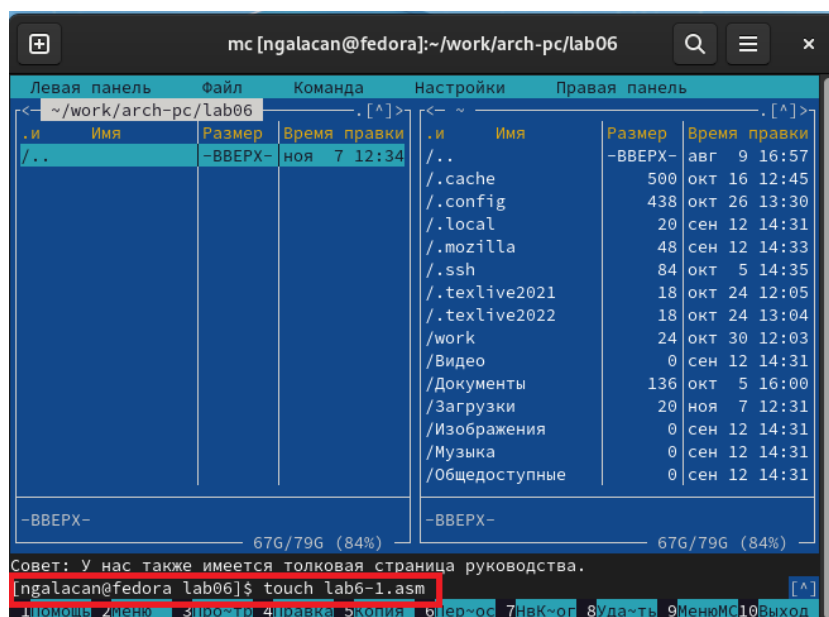 mc [ngalacan@fedora]:~/work/arch-pc/lab06
Левая панель Файл Команда Настройки Правая панель
<— ~/work/arch-pc/lab06 .[^]> <— ~ .[^]>
.и Имя Размер Время правки .и Имя Размер Время правки
/.. -ВВЕРХ- ноя 7 12:34 /.. -ВВЕРХ- авг 9 16:57
/.cache 500 окт 16 12:45
/.config 438 окт 26 13:30
/.local 20 сен 12 14:31
/.mozilla 48 сен 12 14:33
/.ssh 84 окт 5 14:35
/.texlive2021 18 окт 24 12:05
/.texlive2022 18 окт 24 13:04
/work 24 окт 30 12:03
/Видео 0 сен 12 14:31
/Документы 136 окт 5 16:00
/Загрузки 20 ноя 7 12:31
/Изображения 0 сен 12 14:31
/Музыка 0 сен 12 14:31
/Общедоступные 0 сен 12 14:31
-ВВЕРХ- -ВВЕРХ-
67G/79G (84%) 67G/79G (84%)
Совет: У нас также имеется толковая страница руководства.
[ngalacan@fedora lab06]$ touch lab6-1.asm [^]
1Помощь 2Меню 3Про~тр 4Правка 5Копия 6Пер~ос 7НвК~ог 8Уда~ть 9МенюМС 10Выход